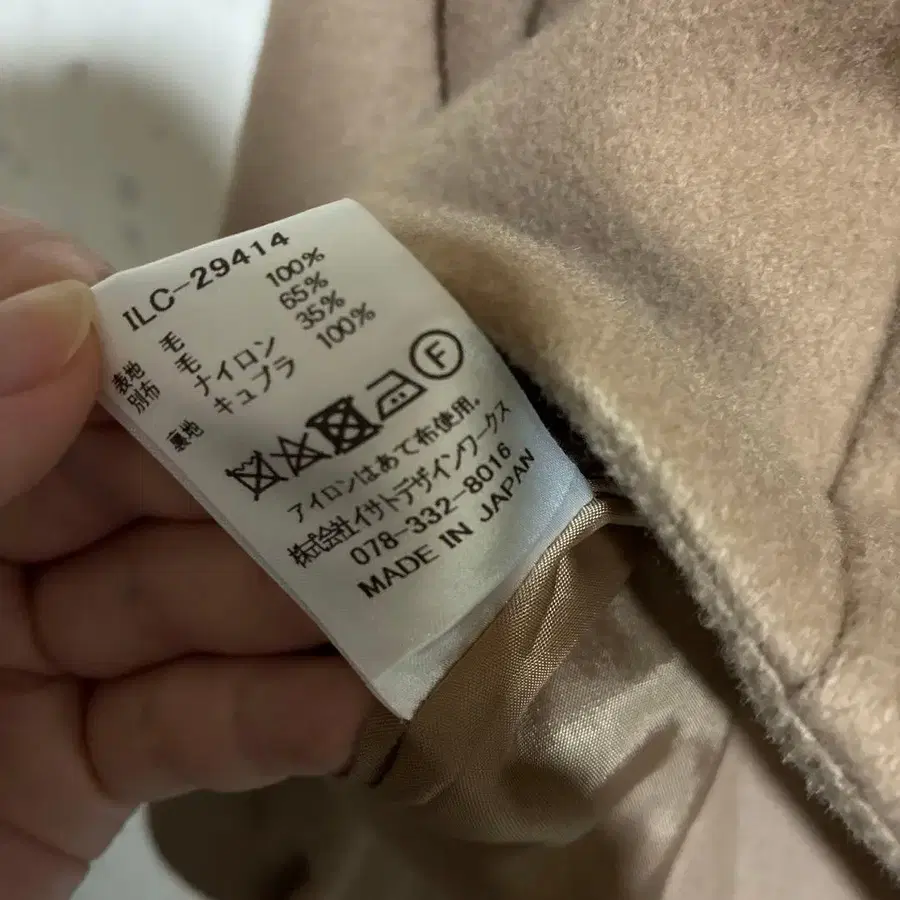 ILC-29414
表地 毛 100%
別布 毛 65%
ナイロン 35%
裏地 キュプラ 100%
F
アイロンはあて布使用。
株式会社イサトデザインワークス
078-332-8016
MADE IN JAPAN